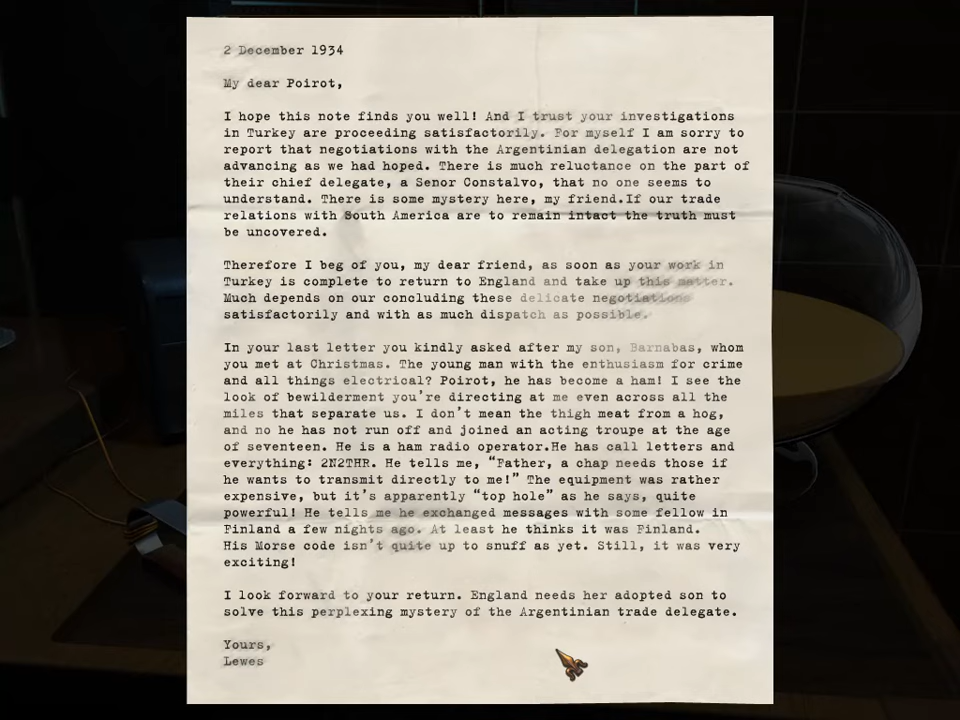 2 December 1934
My dear Poirot,
I hope this note finds you well! And I trust your investigations
in Turkey are proceeding satisfactorily. For myself I am sorry to
report that negotiations with the Argentinian delegation are not
advancing as we had hoped. There is much reluctance on the part of
their chief delegate, a Senor Constalvo, that no one seems to
understand. There is some mystery here, my friend.If our trade
relations with South America are to remain intact the truth must
be uncovered.
Therefore I beg of you, my dear friend, as soon as your work in
Turkey is complete to return to England and take up this matter.
Much depends on our concluding these delicate negotiations
satisfactorily and with as much dispatch as possible.
In your last letter you kindly asked after my son, Barnabas, whom
you met at Christmas. The young man with the enthusiasm for crime
and all things electrical? Poirot, he has become a ham! I see the
look of bewilderment you're directing at me even across all the
miles that separate us. I don't mean the thigh meat from a hog,
and no he has not run off and joined an acting troupe at the age
of seventeen. He is a ham radio operator.He has call letters and
everything: 2N2THR. He tells me, “Father, a chap needs those if
he wants to transmit directly to me!” The equipment was rather
expensive, but it's apparently “top hole” as he says, quite
powerful! He tells me he exchanged messages with some fellow in
Finland a few nights ago. At least he thinks it was Finland.
His Morse code isn't quite up to snuff as yet. Still, it was very
exciting!
I look forward to your return. England needs her adopted son to
solve this perplexing mystery of the Argentinian trade delegate.
Yours,
Lewes